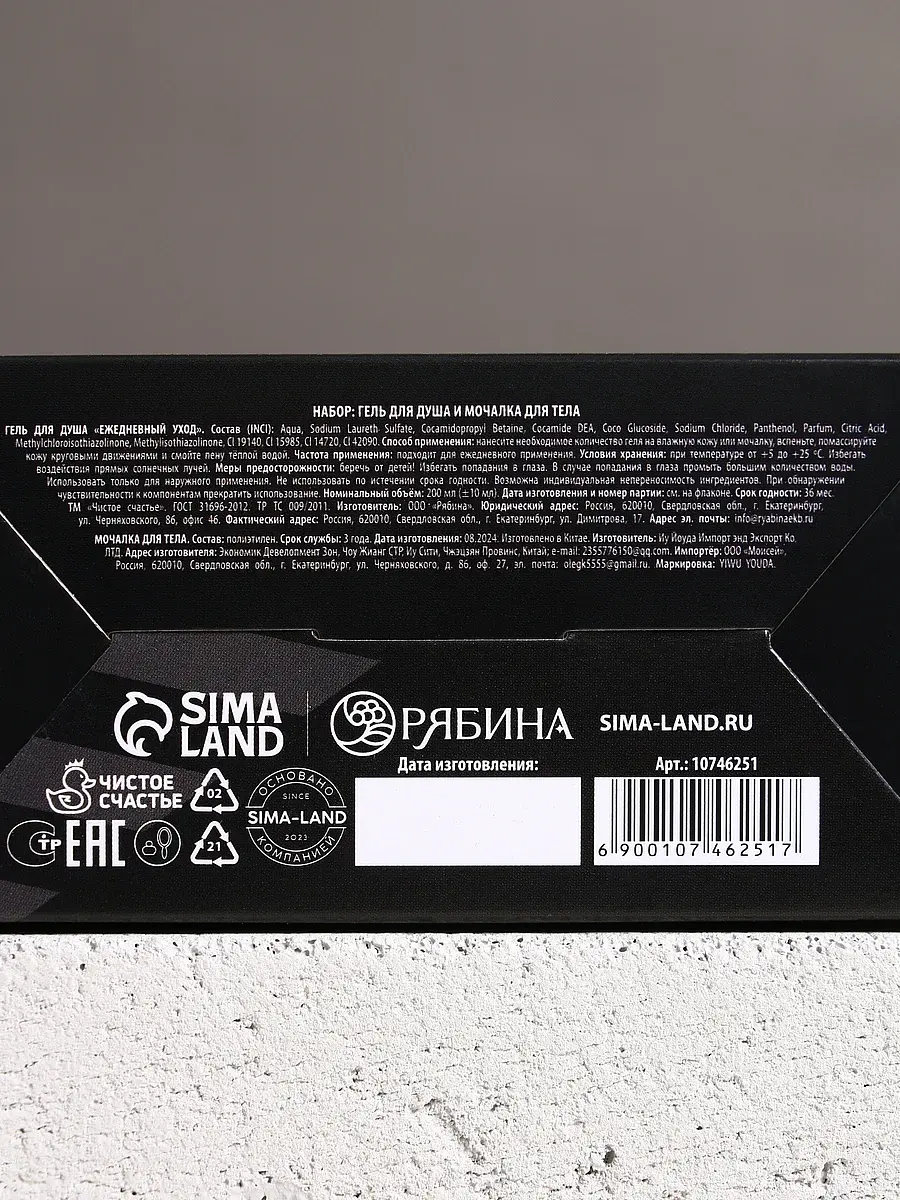 НАБОР: ГЕЛЬ ДЛЯ ДУША И МОЧАЛКА ДЛЯ ТЕЛА
ГЕЛЬ ДЛЯ ДУША «ЕЖЕДНЕВНЫЙ УХОД». Состав (INCI): Aqua, Sodium Laureth Sulfate, Cocamidopropyl Betaine, Cocamide DEA, Coco Glucoside, Sodium Chloride, Panthenol, Parfum, Citric Acid,
Methylchloroisothiazolinone, Methylisothiazolinone, CI 19140, CI 15985, CI 14720, CI 42090. Способ применения: нанесите необходимое количество геля на влажную кожу или мочалку, вспеньте, помассируйте
кожу круговыми движениями и смойте пену тёплой водой. Частота применения: подходит для ежедневного применения. Условия хранения: при температуре от +5 до +25 °С. Избегать
воздействия прямых солнечных лучей. Меры предосторожности: беречь от детей! Избегать попадания в глаза. В случае попадания в глаза промыть большим количеством воды.
Использовать только для наружного применения. Не использовать по истечении срока годности. Возможна индивидуальная непереносимость ингредиентов. При обнаружении
чувствительности к компонентам прекратить использование. Номинальный объём: 200 мл (±10 мл). Дата изготовления и номер партии: см. на флаконе. Срок годности: 36 мес.
ТМ «Чистое счастье». ГОСТ 31696-2012. ТР ТС 009/2011. Изготовитель: ООО «Рябина». Юридический адрес: Россия, 620010, Свердловская обл., г. Екатеринбург,
ул. Черняховского, 86, офис 46. Фактический адрес: Россия, 620010, Свердловская обл., г. Екатеринбург, ул. Димитрова, 17. Адрес эл. почты: info@ryabinaekb.ru
МОЧАЛКА ДЛЯ ТЕЛА. Состав: полиэтилен. Срок службы: 3 года. Дата изготовления: 08.2024. Изготовлено в Китае. Изготовитель: Иу Йоуда Импорт энд Экспорт Ко,
ЛТД. Адрес изготовителя: Экономик Девелопмент Зон, Чоу Жианг СТР, Иу Сити, Чжэцзян Провинс, Китай; e-mail: 2355776150@qq.com. Импортёр: ООО «Моисей»,
Россия, 620010, Свердловская обл., г. Екатеринбург, ул. Черняховского, д. 86, оф. 27, эл. почта: olegk5555@gmail.ru. Маркировка: YIWU YOUDA.
SIMA LAND
РЯБИНА
SIMA-LAND.RU
Дата изготовления:
Арт.: 10746251
ЧИСТОЕ СЧАСТЬЕ
02
ОСНОВАНО
SINCE
SIMA-LAND
2023
КОМПАНИЕЙ
СТР
EAC
21
6 900107 462517